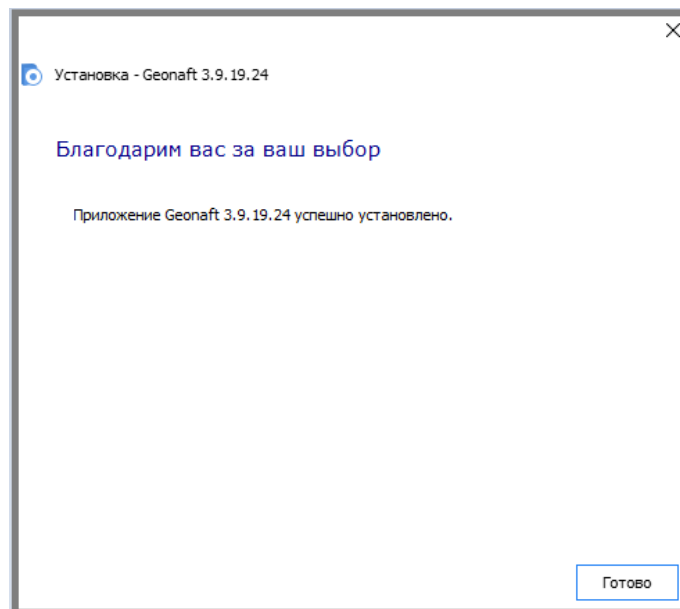 Установка - Geonaft 3.9.19.24
Благодарим вас за ваш выбор
Приложение Geonaft 3.9.19.24 успешно установлено.
Готово